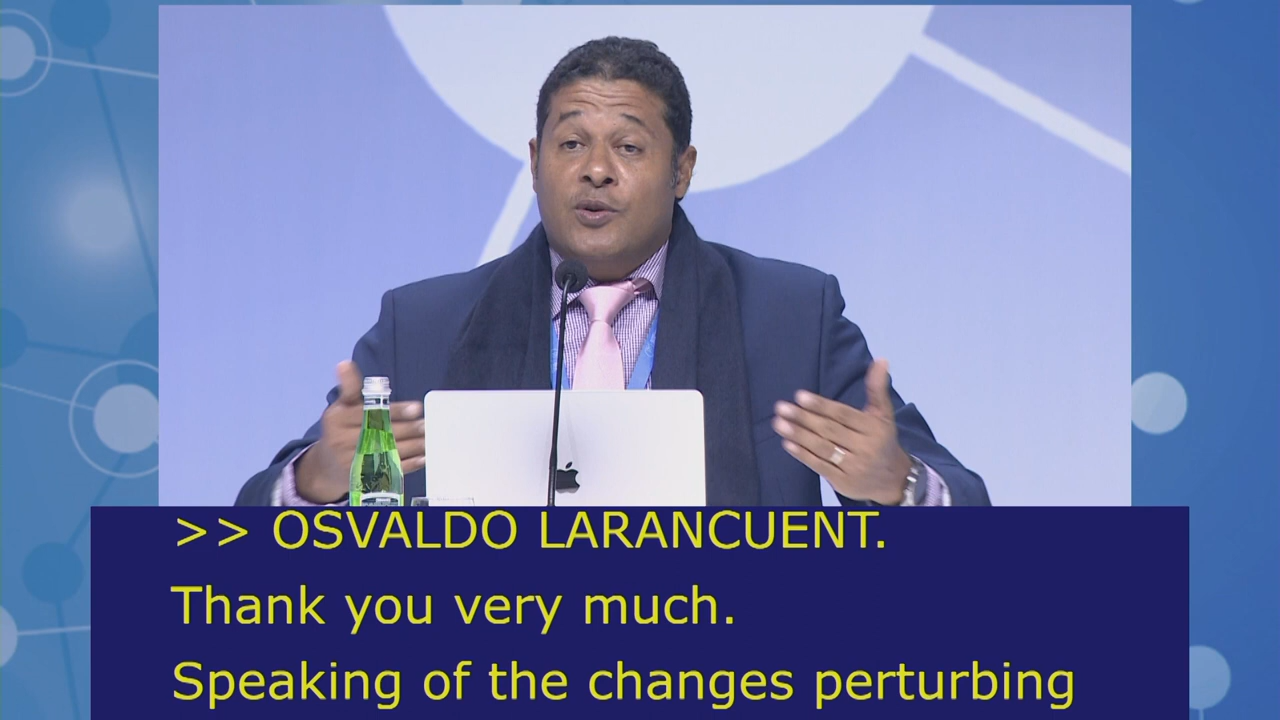 >> OSVALDO LARANCUENT.
Thank you very much.
Speaking of the changes perturbing